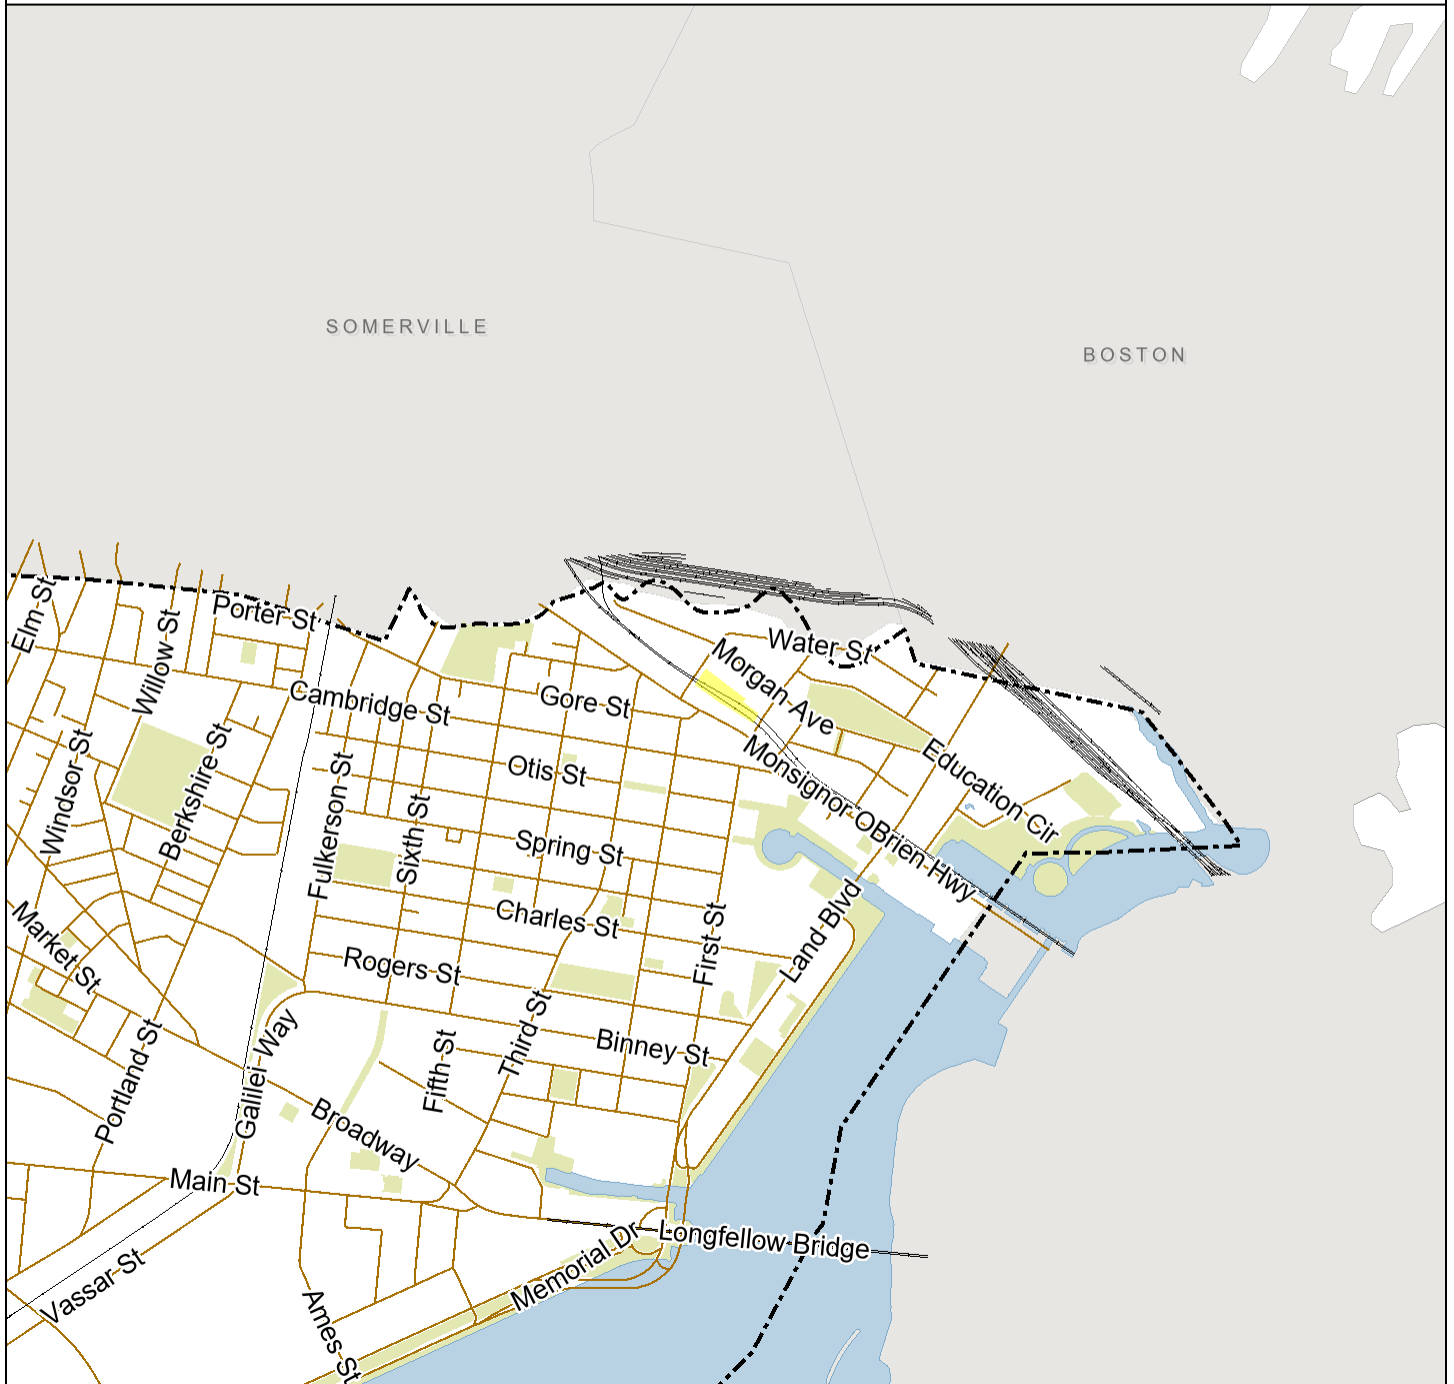 SOMERVILLE
BOSTON
Elm St
Porter St
Willow St
Water St
Morgan Ave
Cambridge St
Gore St
Windsor St
Berkshire St
Otis St
Monsignor OBrien Hwy
Education Cir
Fulkerson St
Sixth St
Spring St
Market St
Charles St
First St
Land Blvd
Rogers St
Third St
Binney St
Galilei Way
Portland St
Fifth St
Broadway
Main St
Longfellow Bridge
Memorial Dr
Vassar St
Ames St